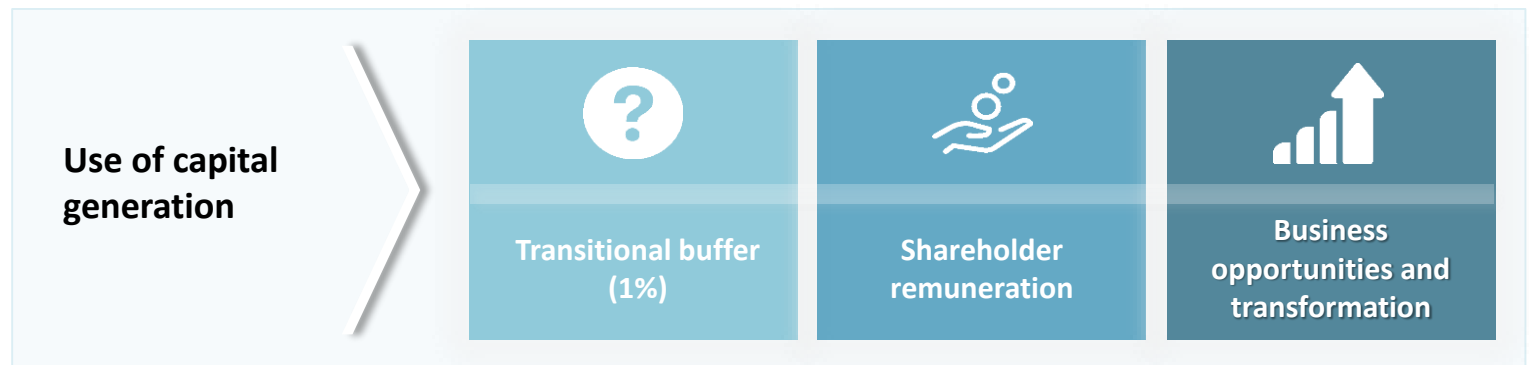 Use of capital
generation
?
Transitional buffer
(1%)
Shareholder
remuneration
Business
opportunities and
transformation